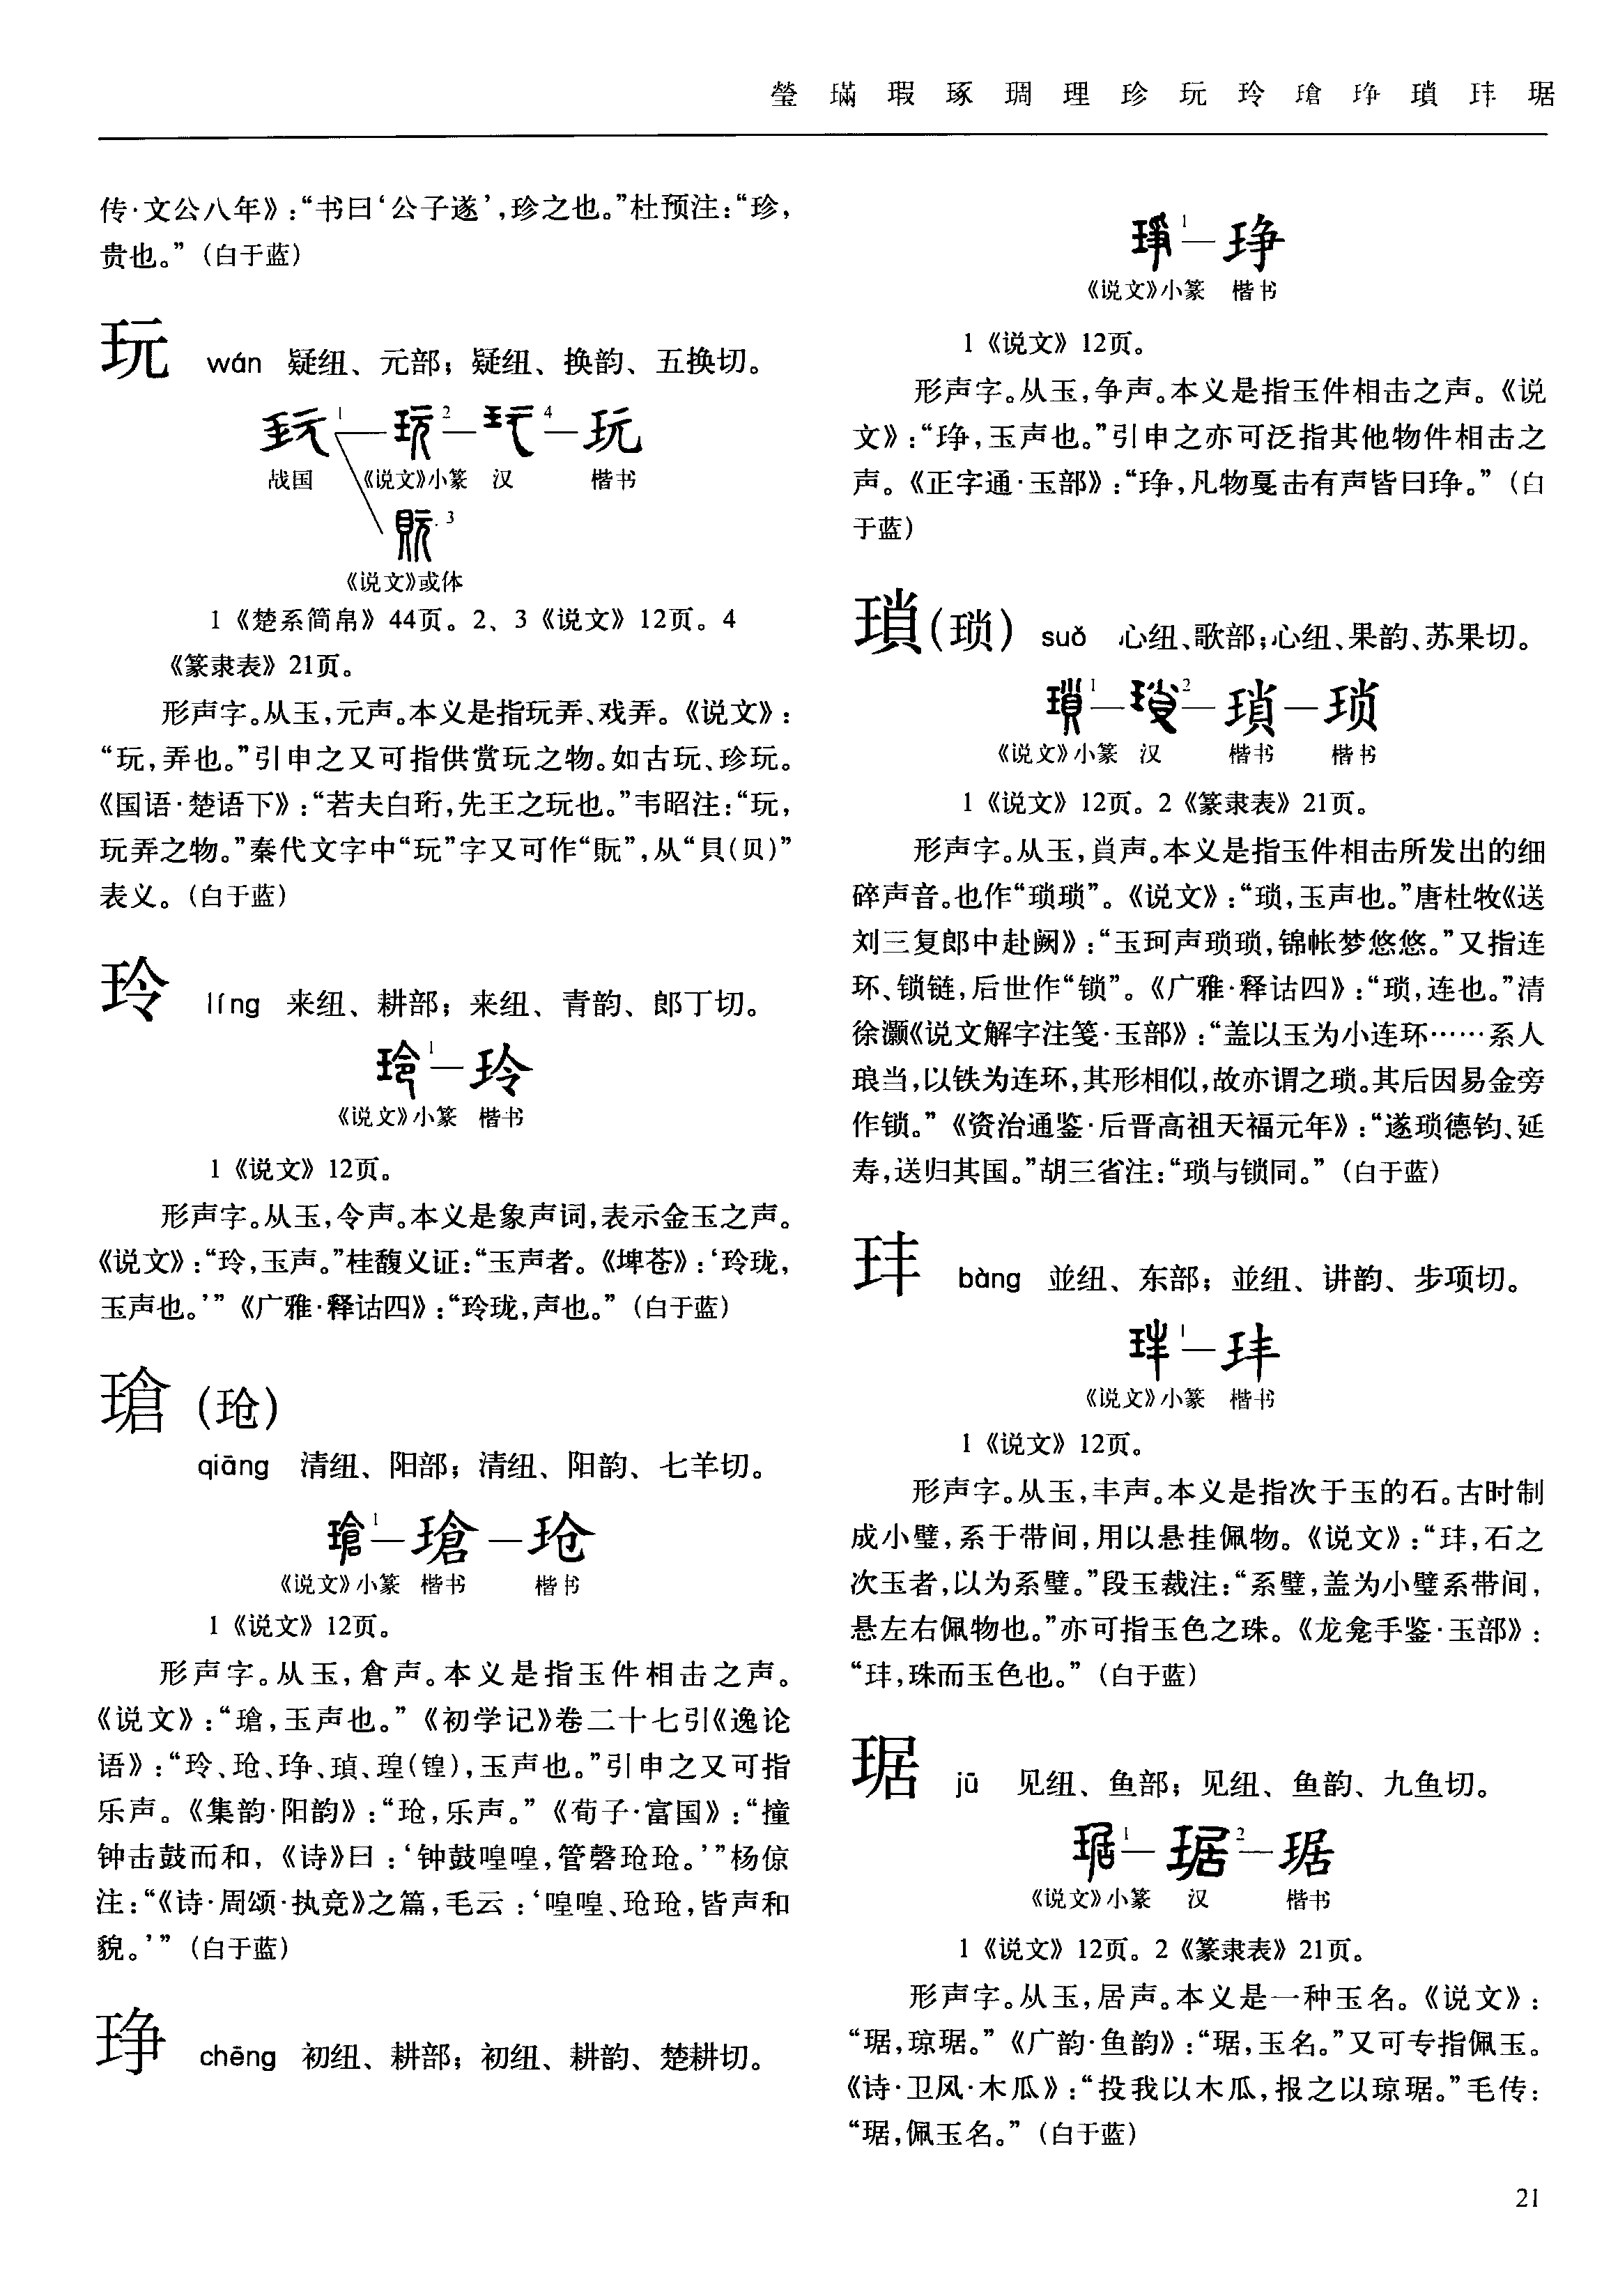 瑩 璊 瑕 琢 琱 理 珍 玩 玲 瑲 琤 瑣 玤 琚
传·文公八年》:“书曰‘公子遂’,珍之也。”杜预注:“珍,
贵也。”(白于蓝)
玩 wán 疑纽、元部;疑纽、换韵、五换切。
1 2 4 玩
战国 《说文》小篆 汉 楷书
3
《说文》或体
1《楚系简帛》44页。2、3《说文》12页。4
《篆隶表》21页。
形声字。从玉,元声。本义是指玩弄、戏弄。《说文》:
“玩,弄也。”引申之又可指供赏玩之物。如古玩、珍玩。
《国语·楚语下》:“若夫白珩,先王之玩也。”韦昭注:“玩,
玩弄之物。”秦代文字中“玩”字又可作“貦”,从“貝(贝)”
表义。(白于蓝)
玲 líng 来纽、耕部;来纽、青韵、郎丁切。
1 玲
《说文》小篆 楷书
1《说文》12页。
形声字。从玉,令声。本义是象声词,表示金玉之声。
《说文》:“玲,玉声。”桂馥义证:“玉声者。《埤苍》:‘玲珑,
玉声也。’”《广雅·释诂四》:“玲珑,声也。”(白于蓝)
瑲(玱)
qiāng 清纽、阳部;清纽、阳韵、七羊切。
1 瑲 玱
《说文》小篆 楷书 楷书
1《说文》12页。
形声字。从玉,倉声。本义是指玉件相击之声。
《说文》:“瑲,玉声也。”《初学记》卷二十七引《逸论
语》:“玲、玱、琤、瑱、瑝(锽),玉声也。”引申之又可指
乐声。《集韵·阳韵》:“玱,乐声。”《荀子·富国》:“撞
钟击鼓而和,《诗》曰:‘钟鼓喤喤,管磬玱玱。’”杨倞
注:“《诗·周颂·执竞》之篇,毛云:‘喤喤、玱玱,皆声和
貌。’”(白于蓝)
琤 chēng 初纽、耕部;初纽、耕韵、楚耕切。
1 琤
《说文》小篆 楷书
1《说文》12页。
形声字。从玉,争声。本义是指玉件相击之声。《说
文》:“琤,玉声也。”引申之亦可泛指其他物件相击之
声。《正字通·玉部》:“琤,凡物戛击有声皆曰琤。”(白
于蓝)
瑣(琐) suǒ 心纽、歌部;心纽、果韵、苏果切。
1 2 瑣 琐
《说文》小篆 汉 楷书 楷书
1《说文》12页。2《篆隶表》21页。
形声字。从玉,𧴪声。本义是指玉件相击所发出的细
碎声音。也作“琐琐”。《说文》:“琐,玉声也。”唐杜牧《送
刘三复郎中赴阙》:“玉珂声琐琐,锦帐梦悠悠。”又指连
环、锁链,后世作“锁”。《广雅·释诂四》:“琐,连也。”清
徐灏《说文解字注笺·玉部》:“盖以玉为小连环……系人
琅当,以铁为连环,其形相似,故亦谓之琐。其后因易金旁
作锁。”《资治通鉴·后晋高祖天福元年》:“遂琐德钧、延
寿,送归其国。”胡三省注:“琐与锁同。”(白于蓝)
玤 bàng 並纽、东部;並纽、讲韵、步项切。
1 玤
《说文》小篆 楷书
1《说文》12页。
形声字。从玉,丰声。本义是指次于玉的石。古时制
成小璧,系于带间,用以悬挂佩物。《说文》:“玤,石之
次玉者,以为系璧。”段玉裁注:“系璧,盖为小璧系带间,
悬左右佩物也。”亦可指玉色之珠。《龙龛手鉴·玉部》:
“玤,珠而玉色也。”(白于蓝)
琚 jū 见纽、鱼部;见纽、鱼韵、九鱼切。
1 2 琚
《说文》小篆 汉 楷书
1《说文》12页。2《篆隶表》21页。
形声字。从玉,居声。本义是一种玉名。《说文》:
“琚,琼琚。”《广韵·鱼韵》:“琚,玉名。”又可专指佩玉。
《诗·卫风·木瓜》:“投我以木瓜,报之以琼琚。”毛传:
“琚,佩玉名。”(白于蓝)
21